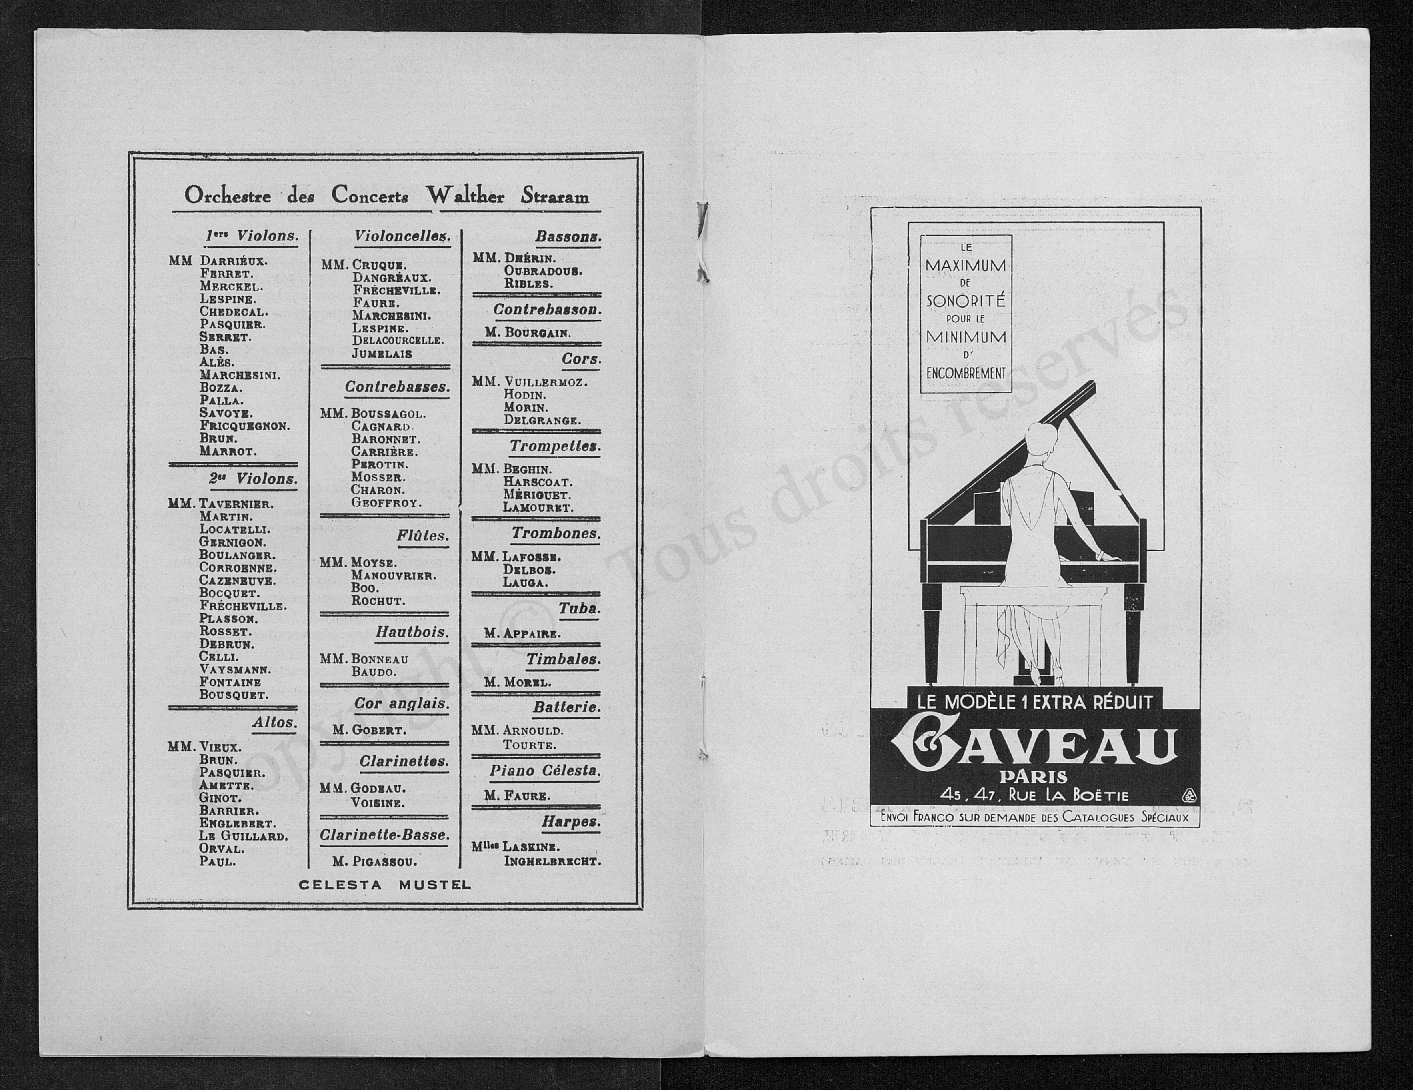 Orchestre des Concerts Walther Straram
1ers Violons.
MM DARRIÉUX.
FERRET.
MERCKEL.
LESPINE.
CHEDECAL.
PASQUIER.
SERRET.
BAS.
ALÈS.
MARCHESINI.
BOZZA.
PALLA.
SAVOYE.
FRICQUEGNON.
BRUN.
MARROT.
2es Violons.
MM. TAVERNIER.
MARTIN.
LOCATELLI.
GERNIGON.
BOULANGER.
CORROENNE.
CAZENEUVE.
BOCQUET.
FRÉCHEVILLE.
PLASSON.
ROSSET.
DEBRUN.
CELLI.
VAYSMANN.
FONTAINE
BOUSQUET.
Altos.
MM. VIEUX.
BRUN.
PASQUIER.
AMETTE.
GINOT.
BARRIER.
ENGLEBERT.
LE GUILLARD.
ORVAL.
PAUL.
Violoncelles.
MM. CRUQUE.
DANGRÉAUX.
FRÉCHEVILLE.
FAURE.
MARCHESINI.
LESPINE.
DELACOURCELLE.
JUMELAIS
Contrebasses.
MM. BOUSSAGOL.
CAGNARD.
BARONNET.
CARRIÈRE.
PEROTIN.
MOSSER.
CHARON.
GEOFFROY.
Flûtes.
MM. MOYSE.
MANOUVRIER.
BOO.
ROCHUT.
Hautbois.
MM. BONNEAU
BAUDO.
Cor anglais.
M. GOBERT.
Clarinettes.
MM. GODEAU.
VOISINE.
Clarinette-Basse.
M. PIGASSOU.
Bassons.
MM. DHÉRIN.
OUBRADOUS.
RIBLES.
Contrebasson.
M. BOURGAIN.
Cors.
MM. VUILLERMOZ.
HODIN.
MORIN.
DELGRANGE.
Trompettes.
MM. BEGHIN.
HARSCOAT.
MÉRIGUET.
LAMOURET.
Trombones.
MM. LAFOSSE.
DELBOS.
LAUGA.
Tuba.
M. APPAIRE.
Timbales.
M. MOREL.
Batterie.
MM. ARNOULD.
TOURTE.
Piano Célesta.
M. FAURE.
Harpes.
Mlles LASKINE.
INGHELBRECHT.
CELESTA MUSTEL
LE
MAXIMUM
DE
SONORITÉ
POUR LE
MINIMUM
D'
ENCOMBREMENT
LE MODÈLE 1 EXTRA RÉDUIT
GAVEAU
PARIS
45, 47, RUE LA BOËTIE
ENVOI FRANCO SUR DEMANDE DES CATALOGUES SPÉCIAUX
Copyright © Tous droits réservés.